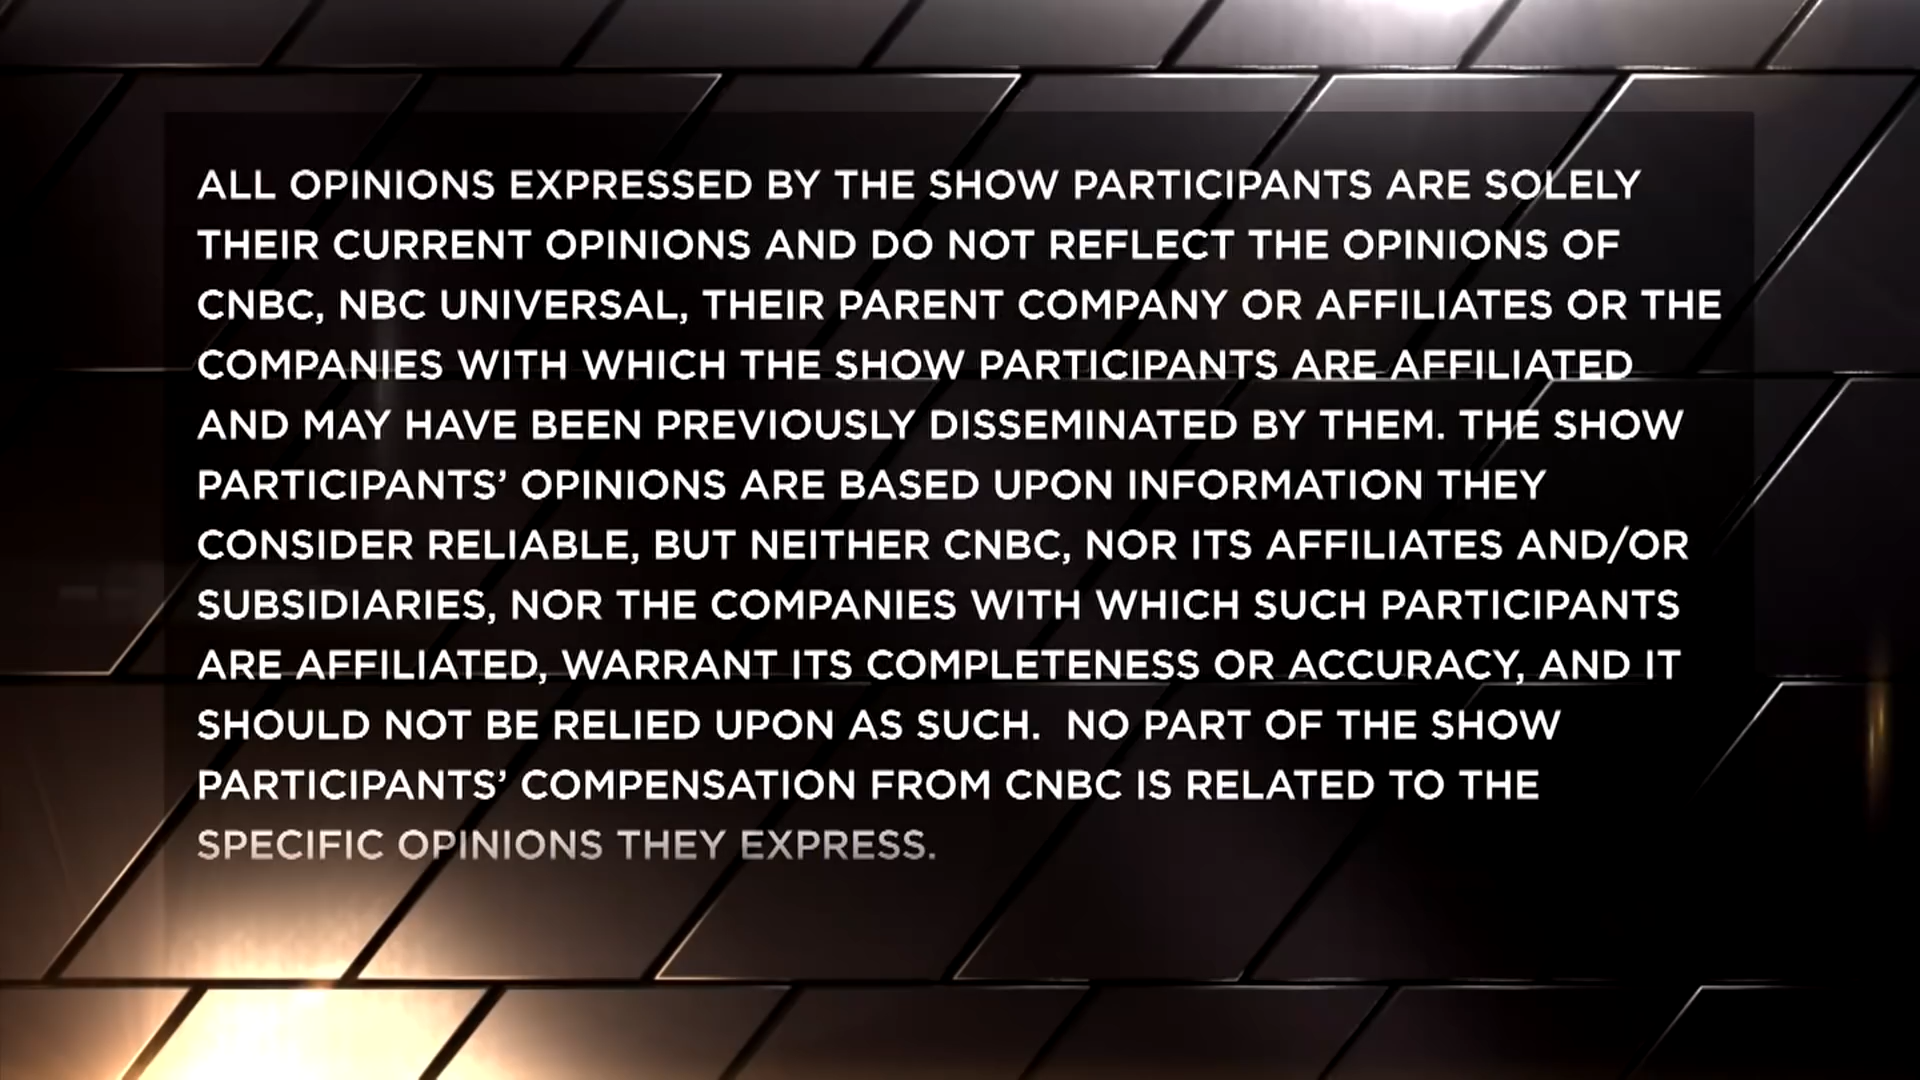 ALL OPINIONS EXPRESSED BY THE SHOW PARTICIPANTS ARE SOLELY
THEIR CURRENT OPINIONS AND DO NOT REFLECT THE OPINIONS OF
CNBC, NBC UNIVERSAL, THEIR PARENT COMPANY OR AFFILIATES OR THE
COMPANIES WITH WHICH THE SHOW PARTICIPANTS ARE AFFILIATED
AND MAY HAVE BEEN PREVIOUSLY DISSEMINATED BY THEM. THE SHOW
PARTICIPANTS’ OPINIONS ARE BASED UPON INFORMATION THEY
CONSIDER RELIABLE, BUT NEITHER CNBC, NOR ITS AFFILIATES AND/OR
SUBSIDIARIES, NOR THE COMPANIES WITH WHICH SUCH PARTICIPANTS
ARE AFFILIATED, WARRANT ITS COMPLETENESS OR ACCURACY, AND IT
SHOULD NOT BE RELIED UPON AS SUCH.  NO PART OF THE SHOW
PARTICIPANTS’ COMPENSATION FROM CNBC IS RELATED TO THE
SPECIFIC OPINIONS THEY EXPRESS.